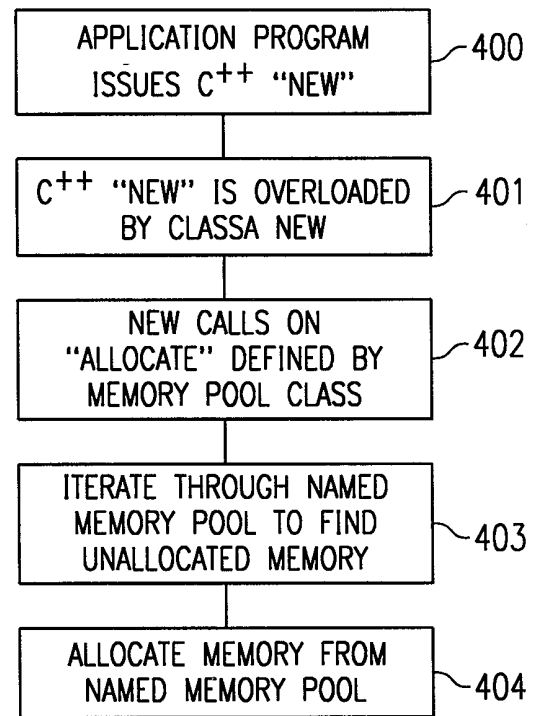 APPLICATION PROGRAM
ISSUES C++ "NEW"
400
C++ "NEW" IS OVERLOADED
BY CLASSA NEW
401
NEW CALLS ON
"ALLOCATE" DEFINED BY
MEMORY POOL CLASS
402
ITERATE THROUGH NAMED
MEMORY POOL TO FIND
UNALLOCATED MEMORY
403
ALLOCATE MEMORY FROM
NAMED MEMORY POOL
404